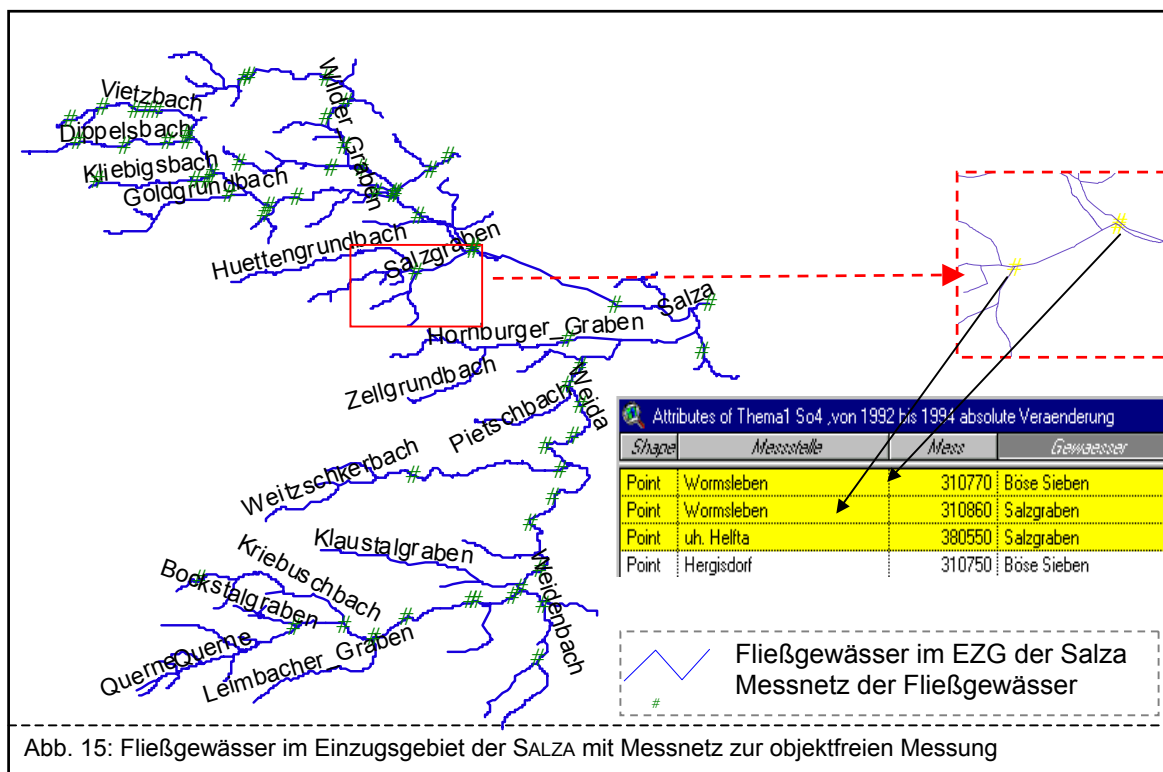 Vietzbach
Dippelsbach
Kliebigsbach
Goldgrundbach
Wilder_Graben
Huettengrundbach
Salzgraben
Salza
Hornburger_Graben
Zellgrundbach
Weida
Pietschbach
Weitzschkerbach
Klaustalgraben
Kriebuschbach
Bockstalgraben
Weidenbach
Querne
Querne
Leimbacher_Graben
Attributes of Thema1 So4 ,von 1992 bis 1994 absolute Veraenderung
Shape Messstelle Mess Gewaesser
Point Wormsleben 310770 Böse Sieben
Point Wormsleben 310860 Salzgraben
Point uh. Helfta 380550 Salzgraben
Point Hergisdorf 310750 Böse Sieben
Fließgewässer im EZG der Salza
Messnetz der Fließgewässer
Abb. 15: Fließgewässer im Einzugsgebiet der SALZA mit Messnetz zur objektfreien Messung